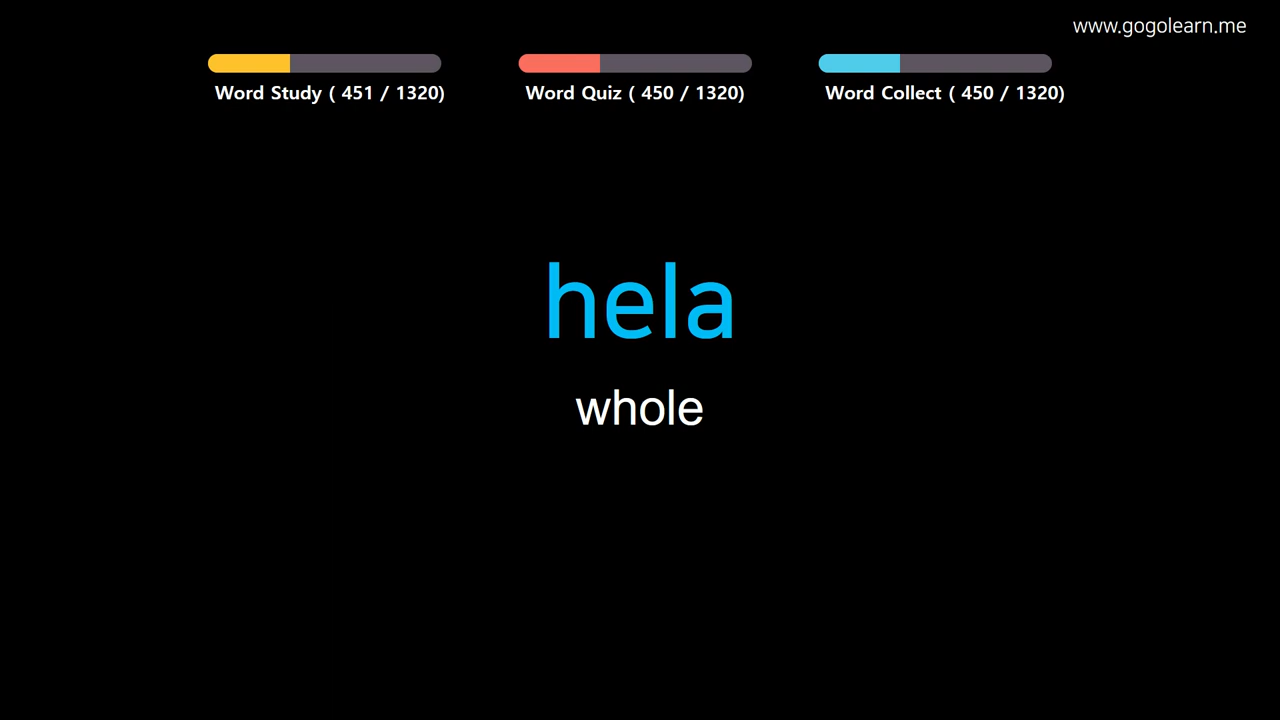 www.gogolearn.me
Word Study ( 451 / 1320)
Word Quiz ( 450 / 1320)
Word Collect ( 450 / 1320)
hela
whole